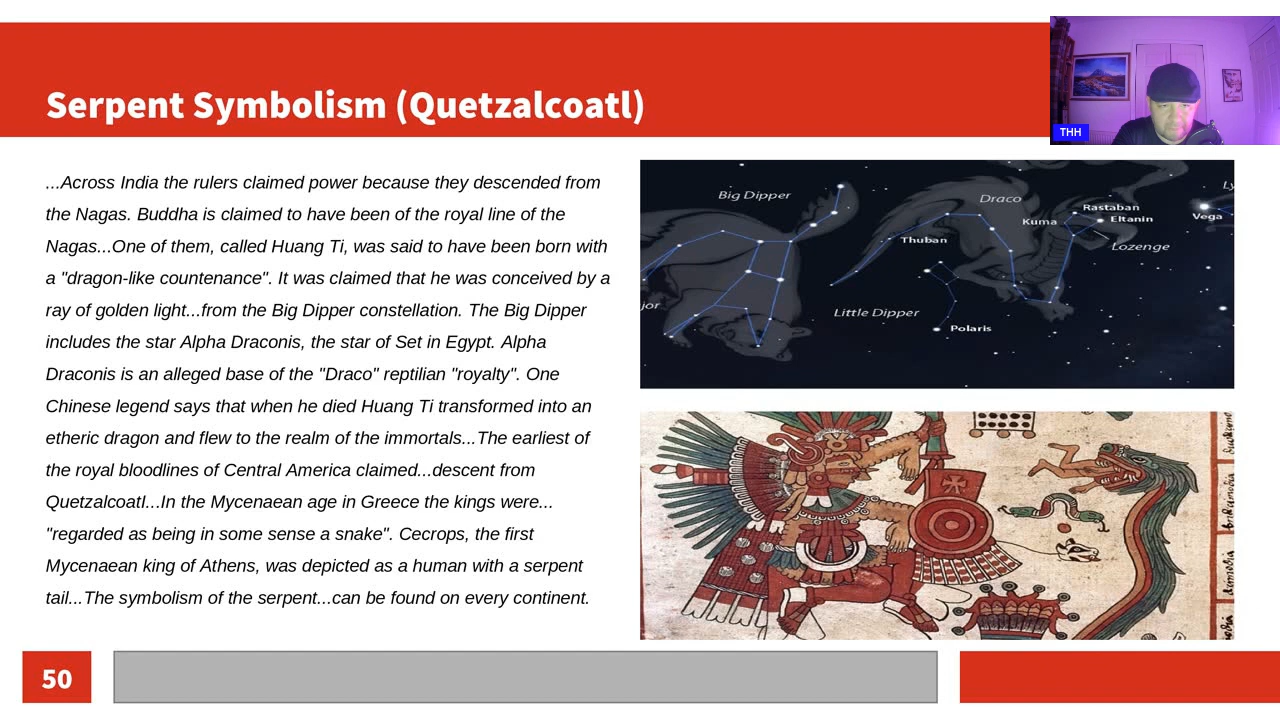 Serpent Symbolism (Quetzalcoatl)
THH
...Across India the rulers claimed power because they descended from
the Nagas. Buddha is claimed to have been of the royal line of the
Nagas...One of them, called Huang Ti, was said to have been born with
a "dragon-like countenance". It was claimed that he was conceived by a
ray of golden light...from the Big Dipper constellation. The Big Dipper
includes the star Alpha Draconis, the star of Set in Egypt. Alpha
Draconis is an alleged base of the "Draco" reptilian "royalty". One
Chinese legend says that when he died Huang Ti transformed into an
etheric dragon and flew to the realm of the immortals...The earliest of
the royal bloodlines of Central America claimed...descent from
Quetzalcoatl...In the Mycenaean age in Greece the kings were...
"regarded as being in some sense a snake". Cecrops, the first
Mycenaean king of Athens, was depicted as a human with a serpent
tail...The symbolism of the serpent...can be found on every continent.
Big Dipper
Draco
Rastaban
Kuma
Eltanin
Ly
Vega
Thuban
Lozenge
jor
Little Dipper
Polaris
50